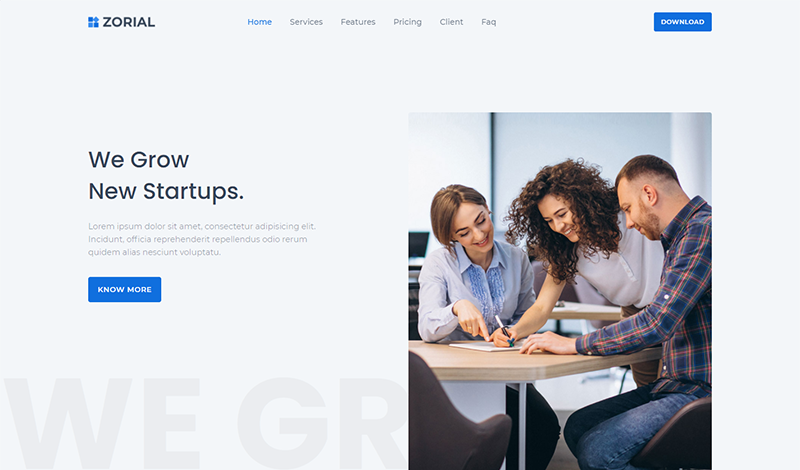 ZORIAL
Home Services Features Pricing Client Faq
DOWNLOAD
We Grow
New Startups.
Lorem ipsum dolor sit amet, consectetur adipisicing elit.
Incidunt, officia reprehenderit repellendus odio rerum
quidem alias nesciunt voluptatu.
KNOW MORE
WE GR